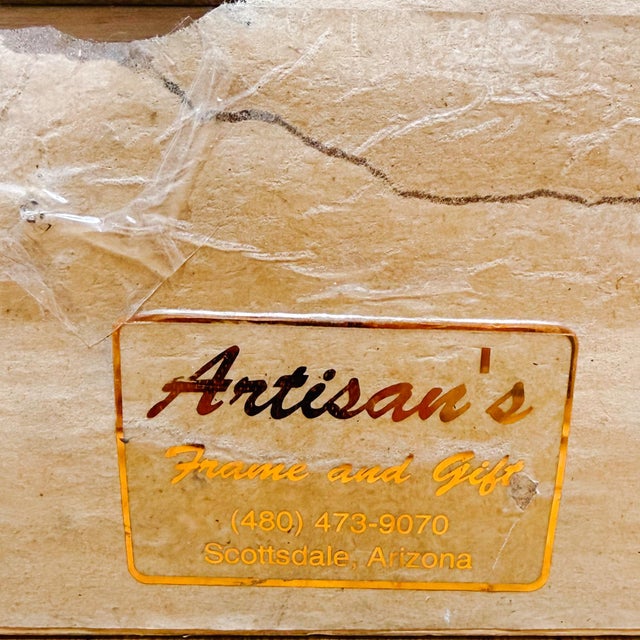 Artisan's
Frame and Gift
(480) 473-9070
Scottsdale, Arizona